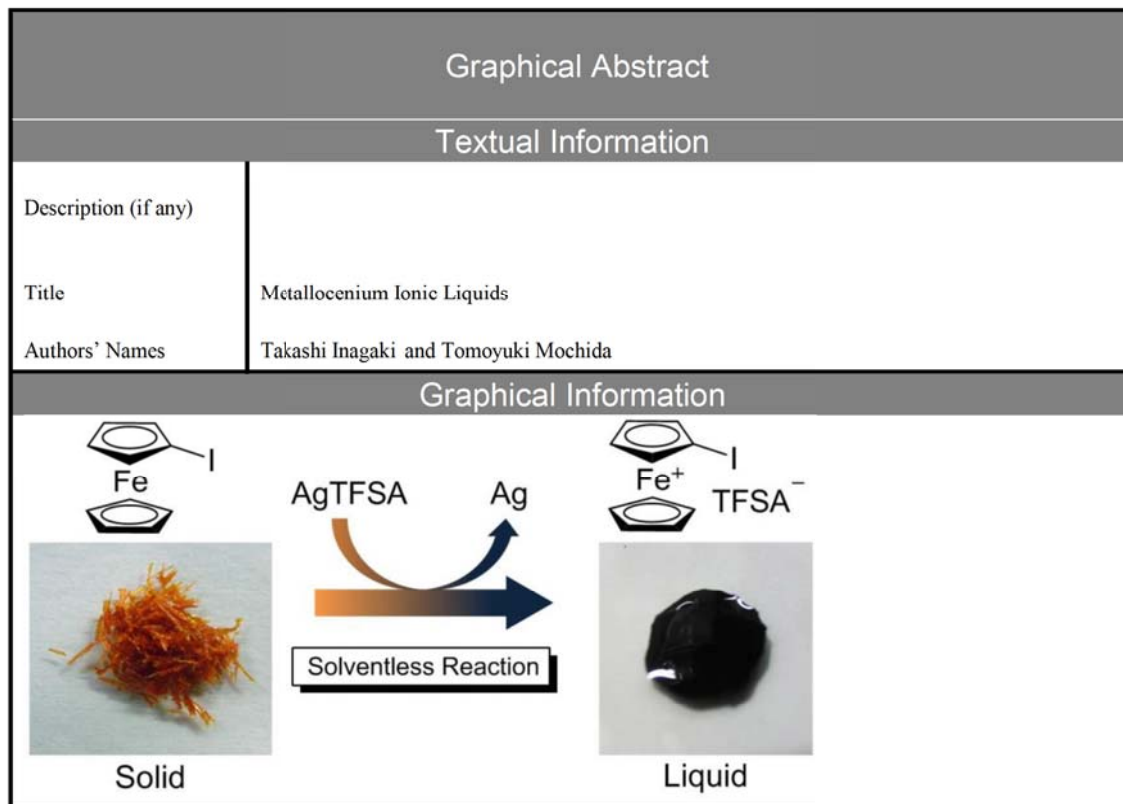 Graphical Abstract
Textual Information
Description (if any)
Title
Metallocenium Ionic Liquids
Authors’ Names
Takashi Inagaki and Tomoyuki Mochida
Graphical Information
I
Fe
AgTFSA
Ag
I
Fe+
TFSA−
Solventless Reaction
Solid
Liquid